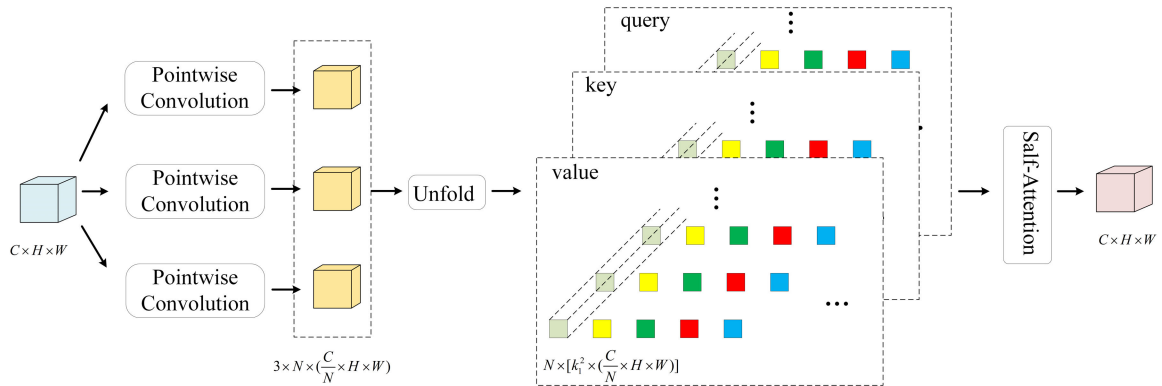 query
key
value
Pointwise
Convolution
Pointwise
Convolution
Pointwise
Convolution
Unfold
Salf-Attention
C×H×W
C×H×W
3×N×(C/N×H×W)
N×[k₁²×(C/N×H×W)]